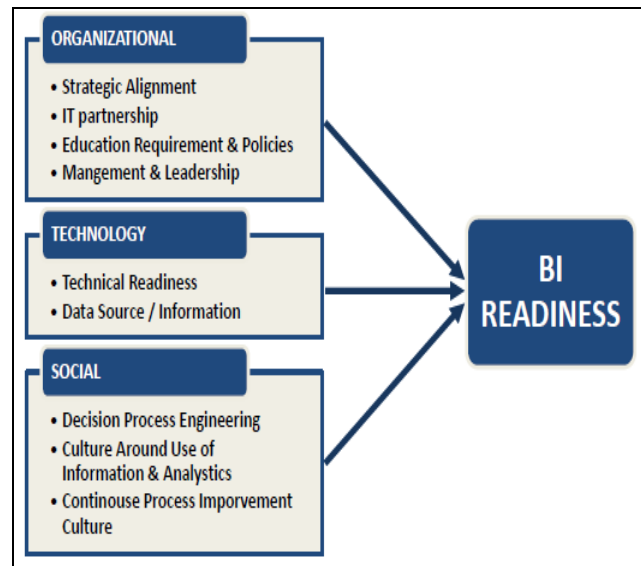 ORGANIZATIONAL
• Strategic Alignment
• IT partnership
• Education Requirement & Policies
• Mangement & Leadership
TECHNOLOGY
• Technical Readiness
• Data Source / Information
SOCIAL
• Decision Process Engineering
• Culture Around Use of
Information & Analystics
• Continouse Process Imporvement
Culture
BI
READINESS